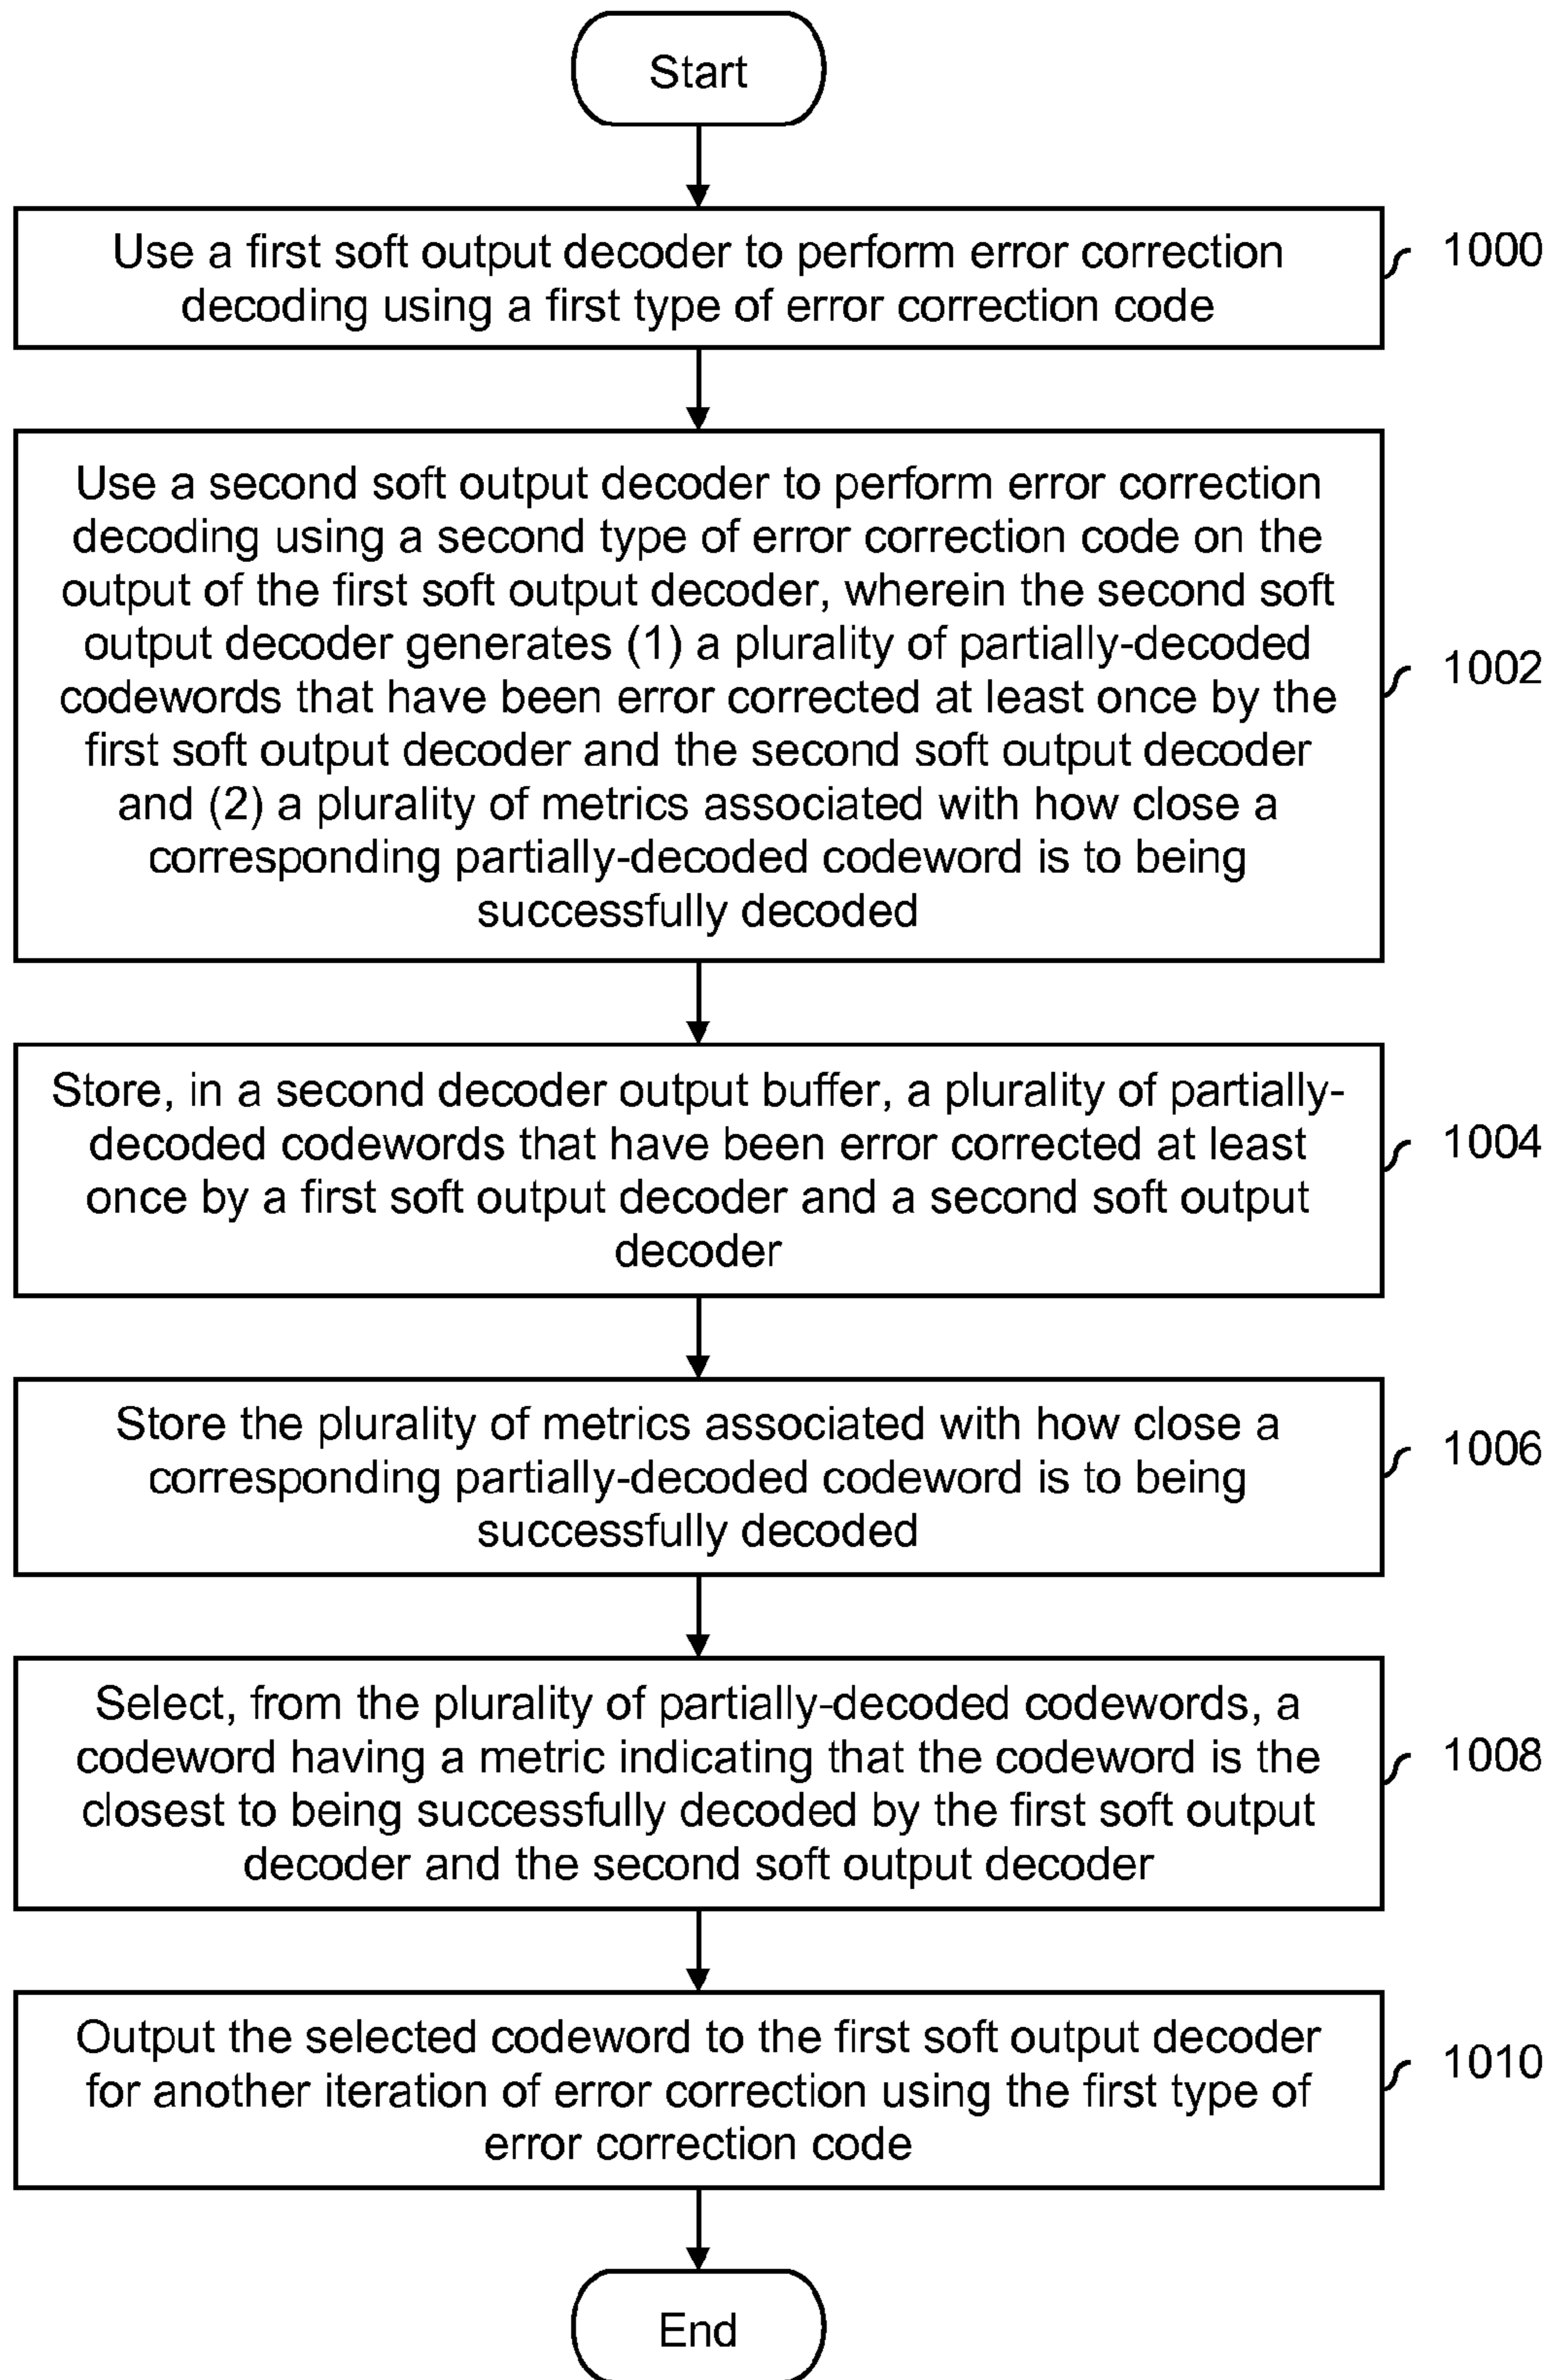 Start
Use a first soft output decoder to perform error correction
decoding using a first type of error correction code
1000
Use a second soft output decoder to perform error correction
decoding using a second type of error correction code on the
output of the first soft output decoder, wherein the second soft
output decoder generates (1) a plurality of partially-decoded
codewords that have been error corrected at least once by the
first soft output decoder and the second soft output decoder
and (2) a plurality of metrics associated with how close a
corresponding partially-decoded codeword is to being
successfully decoded
1002
Store, in a second decoder output buffer, a plurality of partially-
decoded codewords that have been error corrected at least
once by a first soft output decoder and a second soft output
decoder
1004
Store the plurality of metrics associated with how close a
corresponding partially-decoded codeword is to being
successfully decoded
1006
Select, from the plurality of partially-decoded codewords, a
codeword having a metric indicating that the codeword is the
closest to being successfully decoded by the first soft output
decoder and the second soft output decoder
1008
Output the selected codeword to the first soft output decoder
for another iteration of error correction using the first type of
error correction code
1010
End